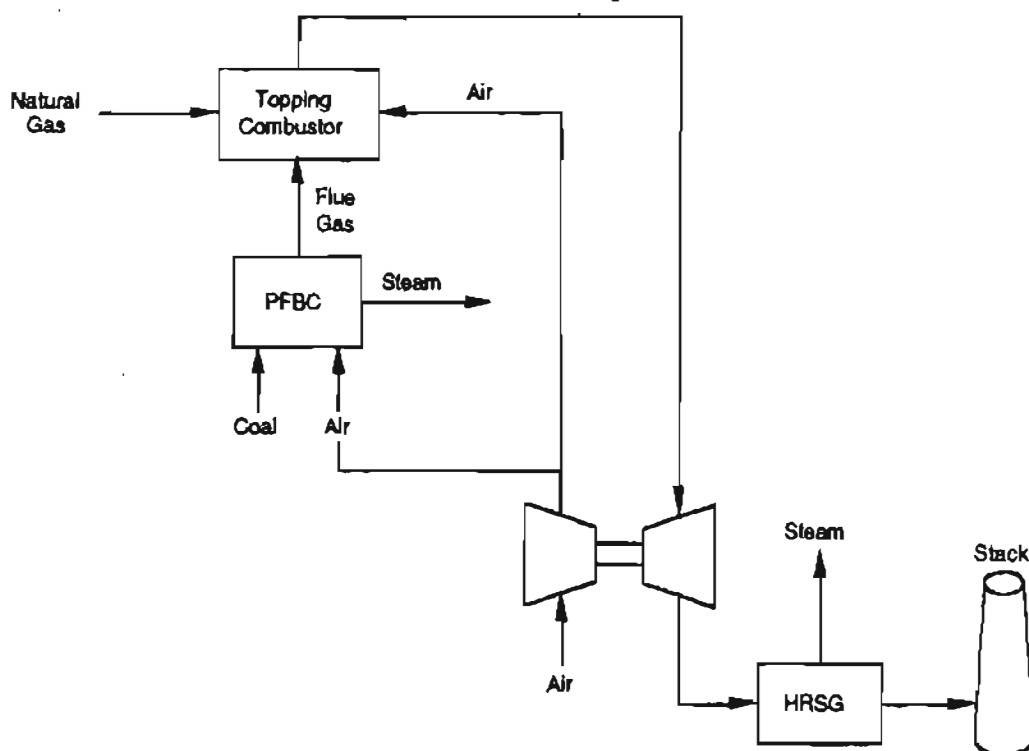 Natural
Gas
Topping
Combustor
Air
Flue
Gas
PFBC
Steam
Coal
Air
Air
Steam
HRSG
Stack